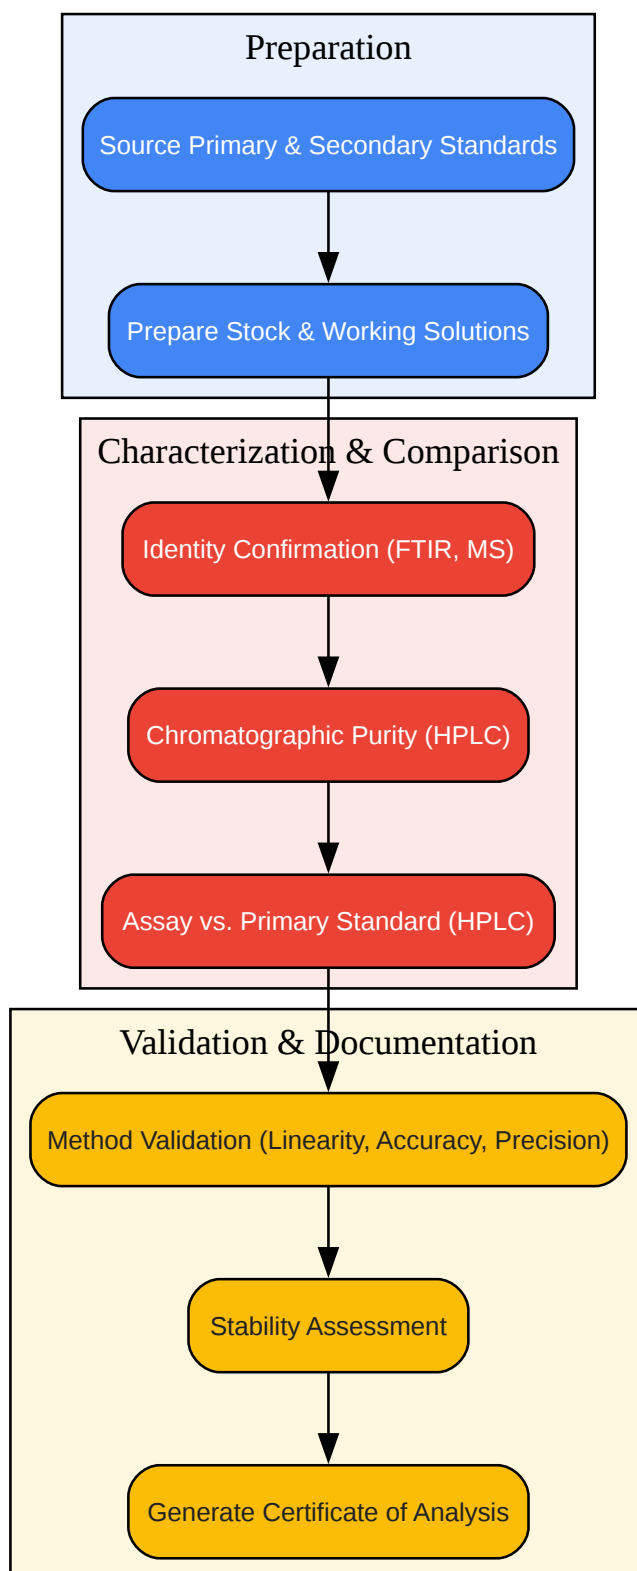 Preparation
Source Primary & Secondary Standards
Prepare Stock & Working Solutions
Characterization & Comparison
Identity Confirmation (FTIR, MS)
Chromatographic Purity (HPLC)
Assay vs. Primary Standard (HPLC)
Validation & Documentation
Method Validation (Linearity, Accuracy, Precision)
Stability Assessment
Generate Certificate of Analysis